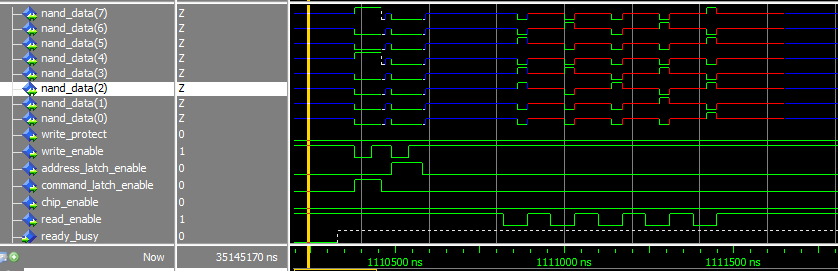 nand_data(7) Z
nand_data(6) Z
nand_data(5) Z
nand_data(4) Z
nand_data(3) Z
nand_data(2) Z
nand_data(1) Z
nand_data(0) Z
write_protect 0
write_enable 1
address_latch_enable 0
command_latch_enable 0
chip_enable 0
read_enable 1
ready_busy 0
Now 35145170 ns 1110500 ns 1111000 ns 1111500 ns